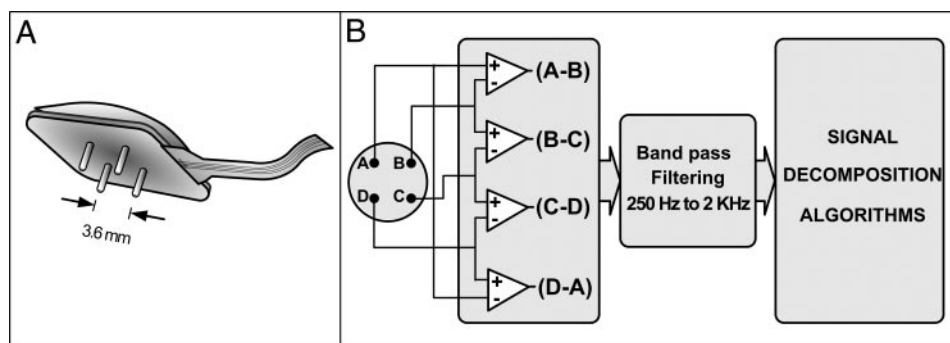 A
3.6 mm
B
A
B
D
C
+
-
(A-B)
+
-
(B-C)
+
-
(C-D)
+
-
(D-A)
Band pass
Filtering
250 Hz to 2 KHz
SIGNAL
DECOMPOSITION
ALGORITHMS